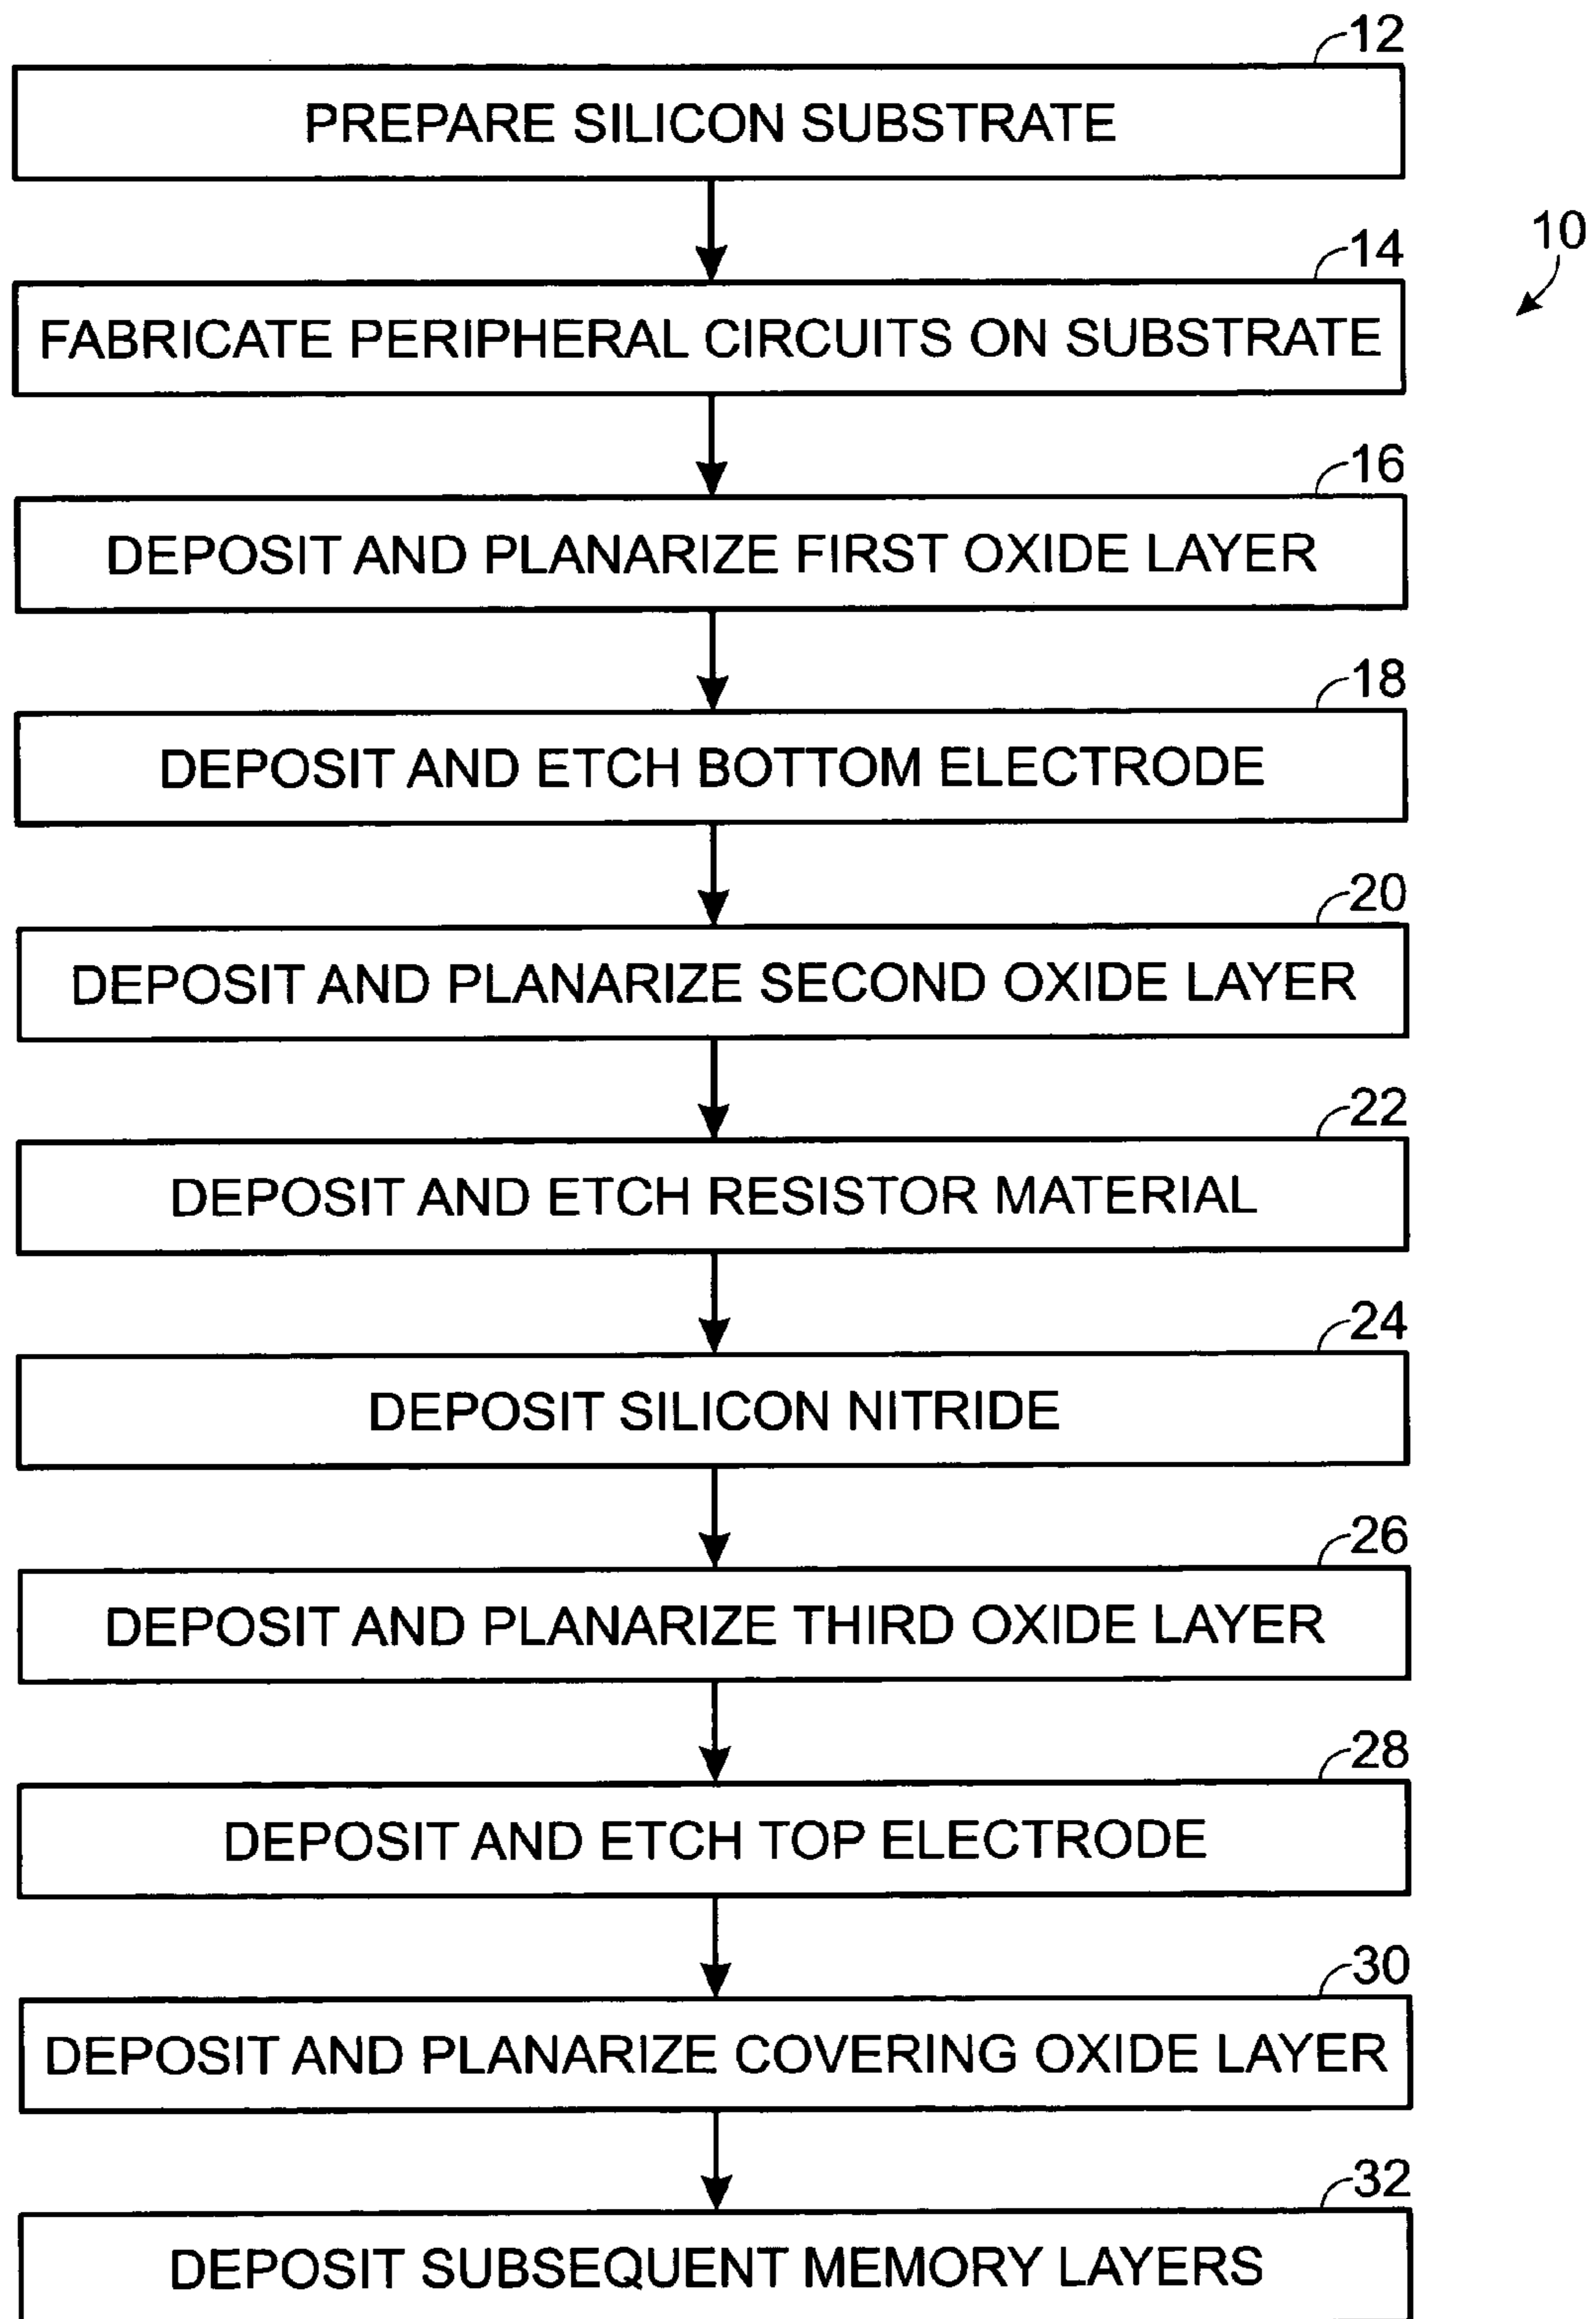 12
PREPARE SILICON SUBSTRATE
10
14
FABRICATE PERIPHERAL CIRCUITS ON SUBSTRATE
16
DEPOSIT AND PLANARIZE FIRST OXIDE LAYER
18
DEPOSIT AND ETCH BOTTOM ELECTRODE
20
DEPOSIT AND PLANARIZE SECOND OXIDE LAYER
22
DEPOSIT AND ETCH RESISTOR MATERIAL
24
DEPOSIT SILICON NITRIDE
26
DEPOSIT AND PLANARIZE THIRD OXIDE LAYER
28
DEPOSIT AND ETCH TOP ELECTRODE
30
DEPOSIT AND PLANARIZE COVERING OXIDE LAYER
32
DEPOSIT SUBSEQUENT MEMORY LAYERS